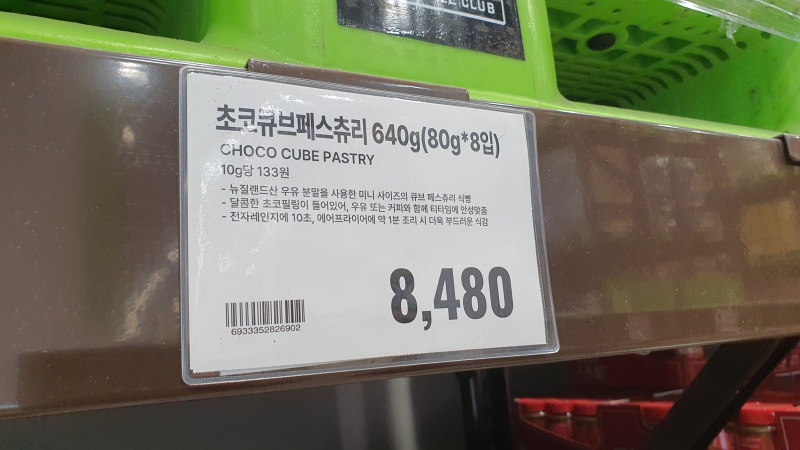 CLUB
초코큐브페스츄리 640g(80g*8입)
CHOCO CUBE PASTRY
10g당 133원
- 뉴질랜드산 우유 분말을 사용한 미니 사이즈의 큐브 페스츄리 식빵
- 달콤한 초코필링이 들어있어, 우유 또는 커피와 함께 티타임에 안성맞춤
- 전자레인지에 10초, 에어프라이어에 약 1분 조리 시 더욱 부드러운 식감
8,480
6933352826902